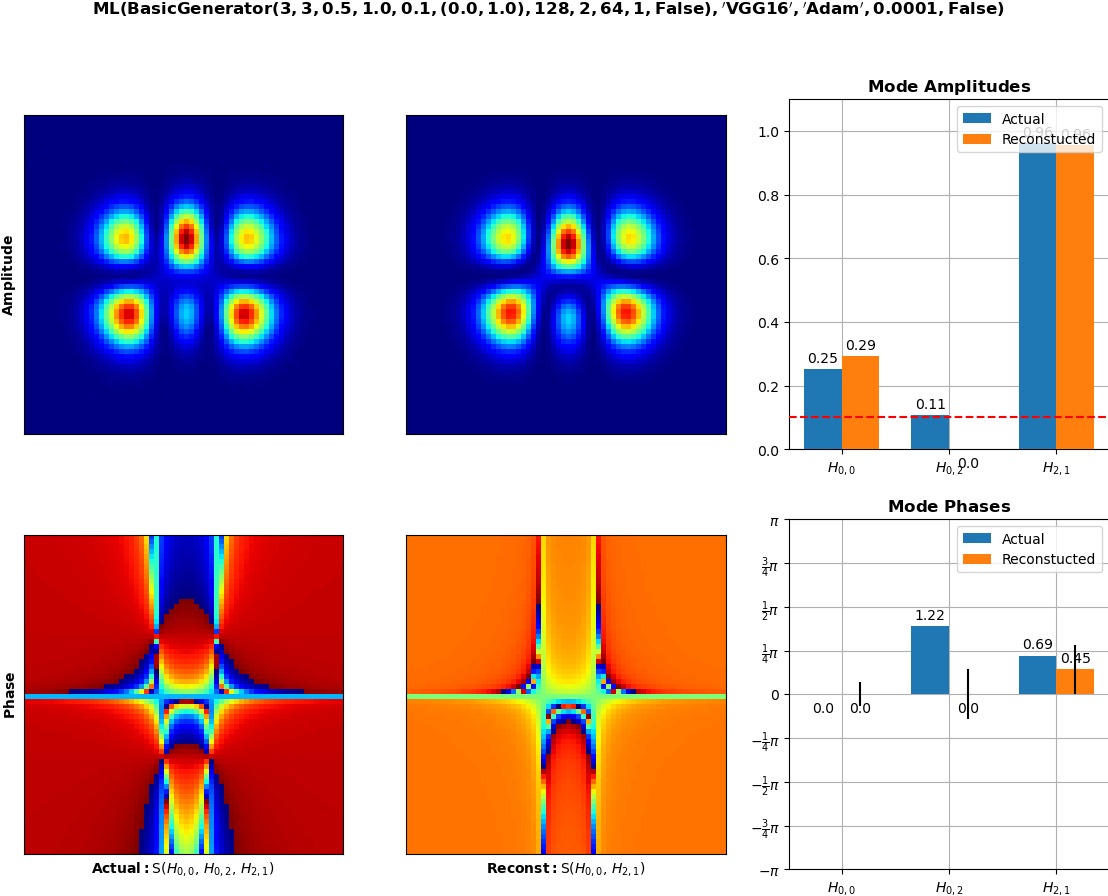 ML(BasicGenerator(3, 3, 0.5, 1.0, 0.1, (0.0, 1.0), 128, 2, 64, 1, False), ′VGG16′, ′Adam′, 0.0001, False)
Amplitude
Mode Amplitudes
Actual
Reconstucted
0.96
0.96
1.0
0.8
0.6
0.4
0.2
0.0
0.25
0.29
0.11
0.0
H0,0
H0,2
H2,1
Phase
Actual: S(H0,0, H0,2, H2,1)
Reconst: S(H0,0, H2,1)
Mode Phases
Actual
Reconstucted
π
3/4π
1/2π
1/4π
0
−1/4π
−1/2π
−3/4π
−π
0.0
0.0
1.22
0.0
0.69
0.45
H0,0
H0,2
H2,1